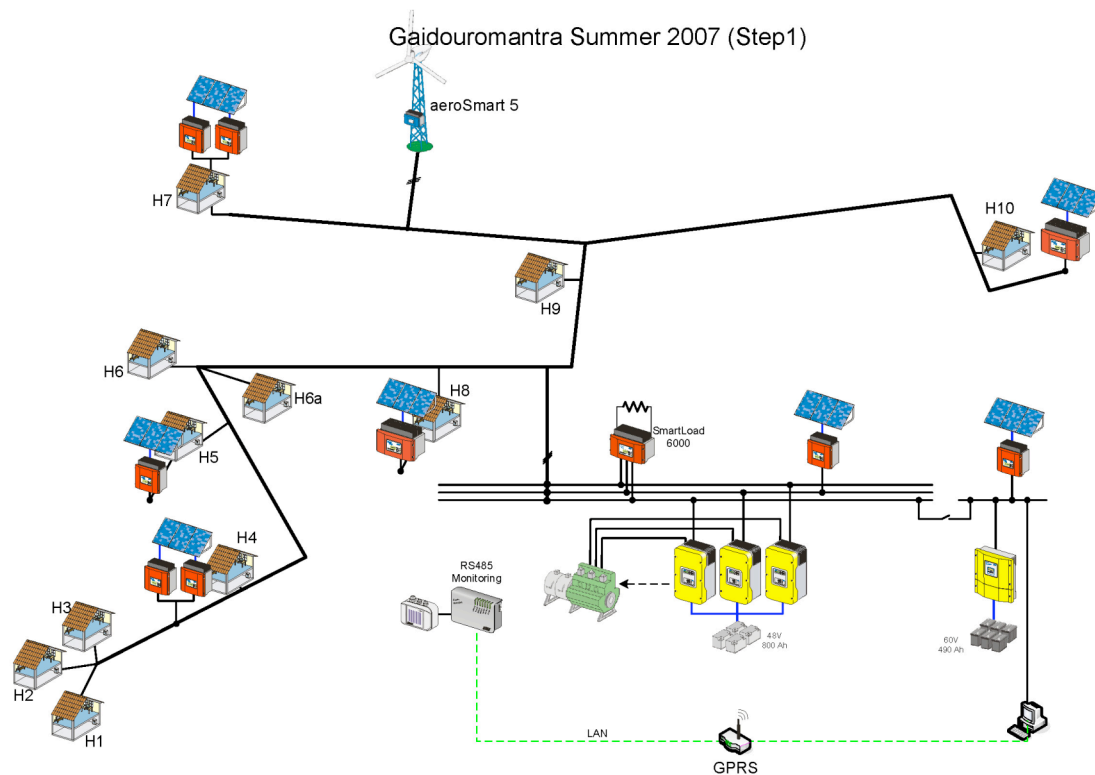 Gaidouromantra Summer 2007 (Step1)
aeroSmart 5
H7
H10
H9
H6
H6a
H8
SmartLoad
6000
H5
H4
RS485
Monitoring
H3
48V
800 Ah
60V
490 Ah
H2
H1
LAN
GPRS